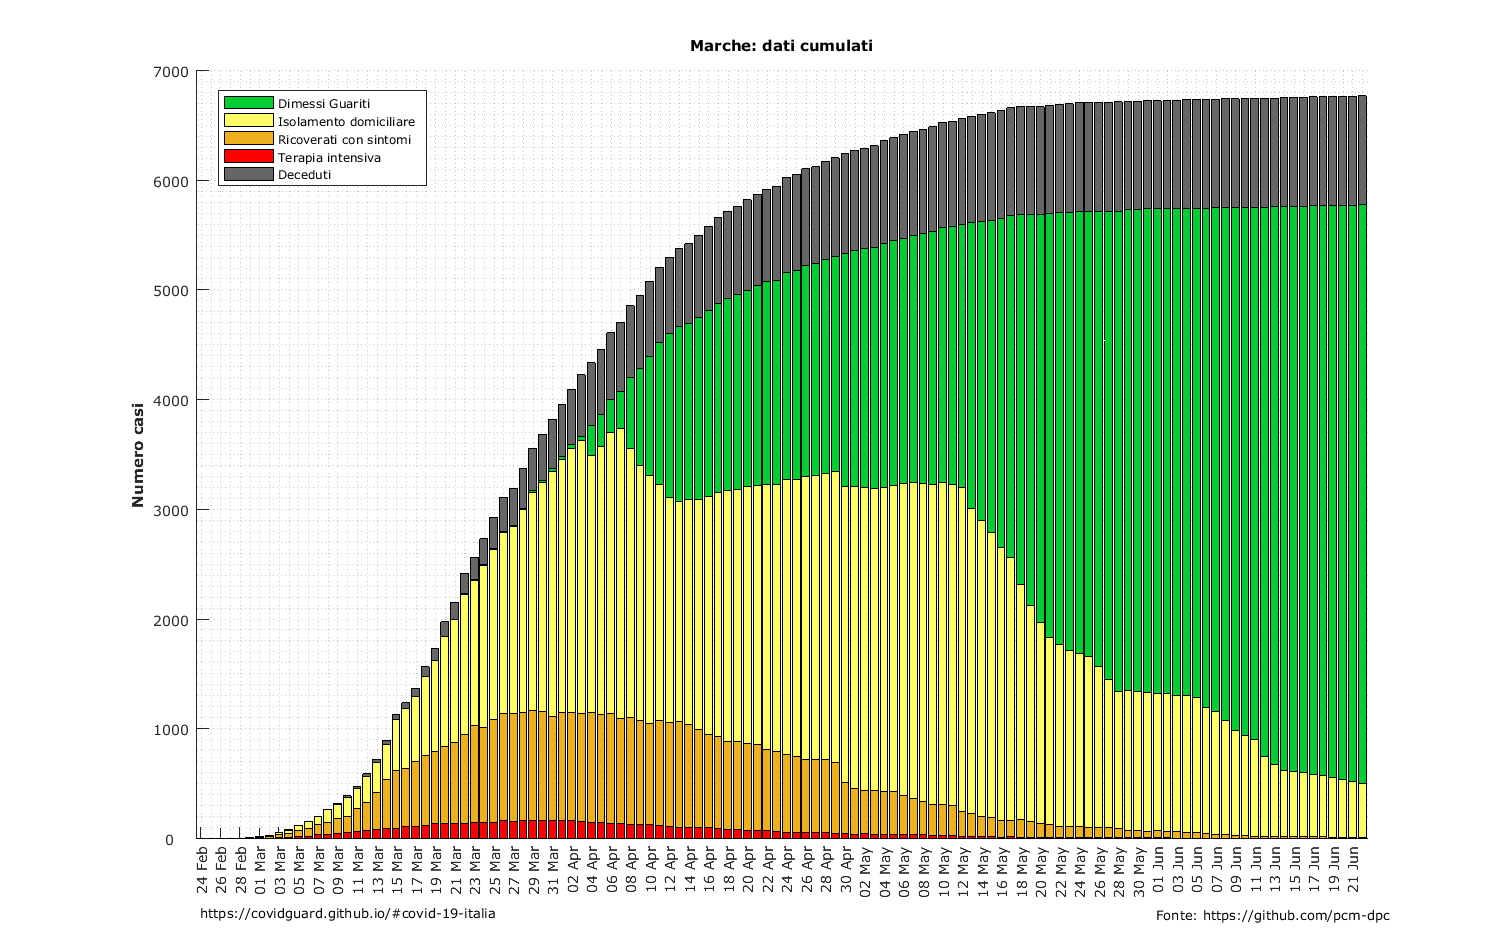 Marche: dati cumulati
Numero casi
7000
6000
5000
4000
3000
2000
1000
0
Dimessi Guariti
Isolamento domiciliare
Ricoverati con sintomi
Terapia intensiva
Deceduti
24 Feb
26 Feb
28 Feb
01 Mar
03 Mar
05 Mar
07 Mar
09 Mar
11 Mar
13 Mar
15 Mar
17 Mar
19 Mar
21 Mar
23 Mar
25 Mar
27 Mar
29 Mar
31 Mar
02 Apr
04 Apr
06 Apr
08 Apr
10 Apr
12 Apr
14 Apr
16 Apr
18 Apr
20 Apr
22 Apr
24 Apr
26 Apr
28 Apr
30 Apr
02 May
04 May
06 May
08 May
10 May
12 May
14 May
16 May
18 May
20 May
22 May
24 May
26 May
28 May
30 May
01 Jun
03 Jun
05 Jun
07 Jun
09 Jun
11 Jun
13 Jun
15 Jun
17 Jun
19 Jun
21 Jun
https://covidguard.github.io/#covid-19-italia
Fonte: https://github.com/pcm-dpc